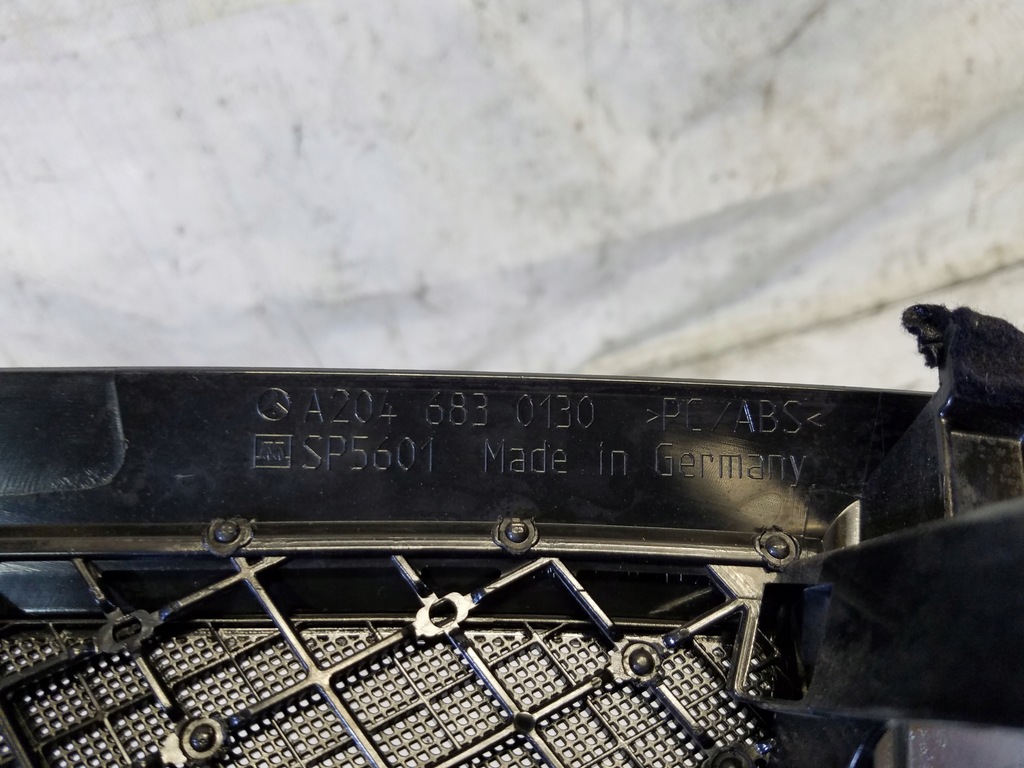 A204 683 0130 >PC/ABS<
SP5601 Made in Germany